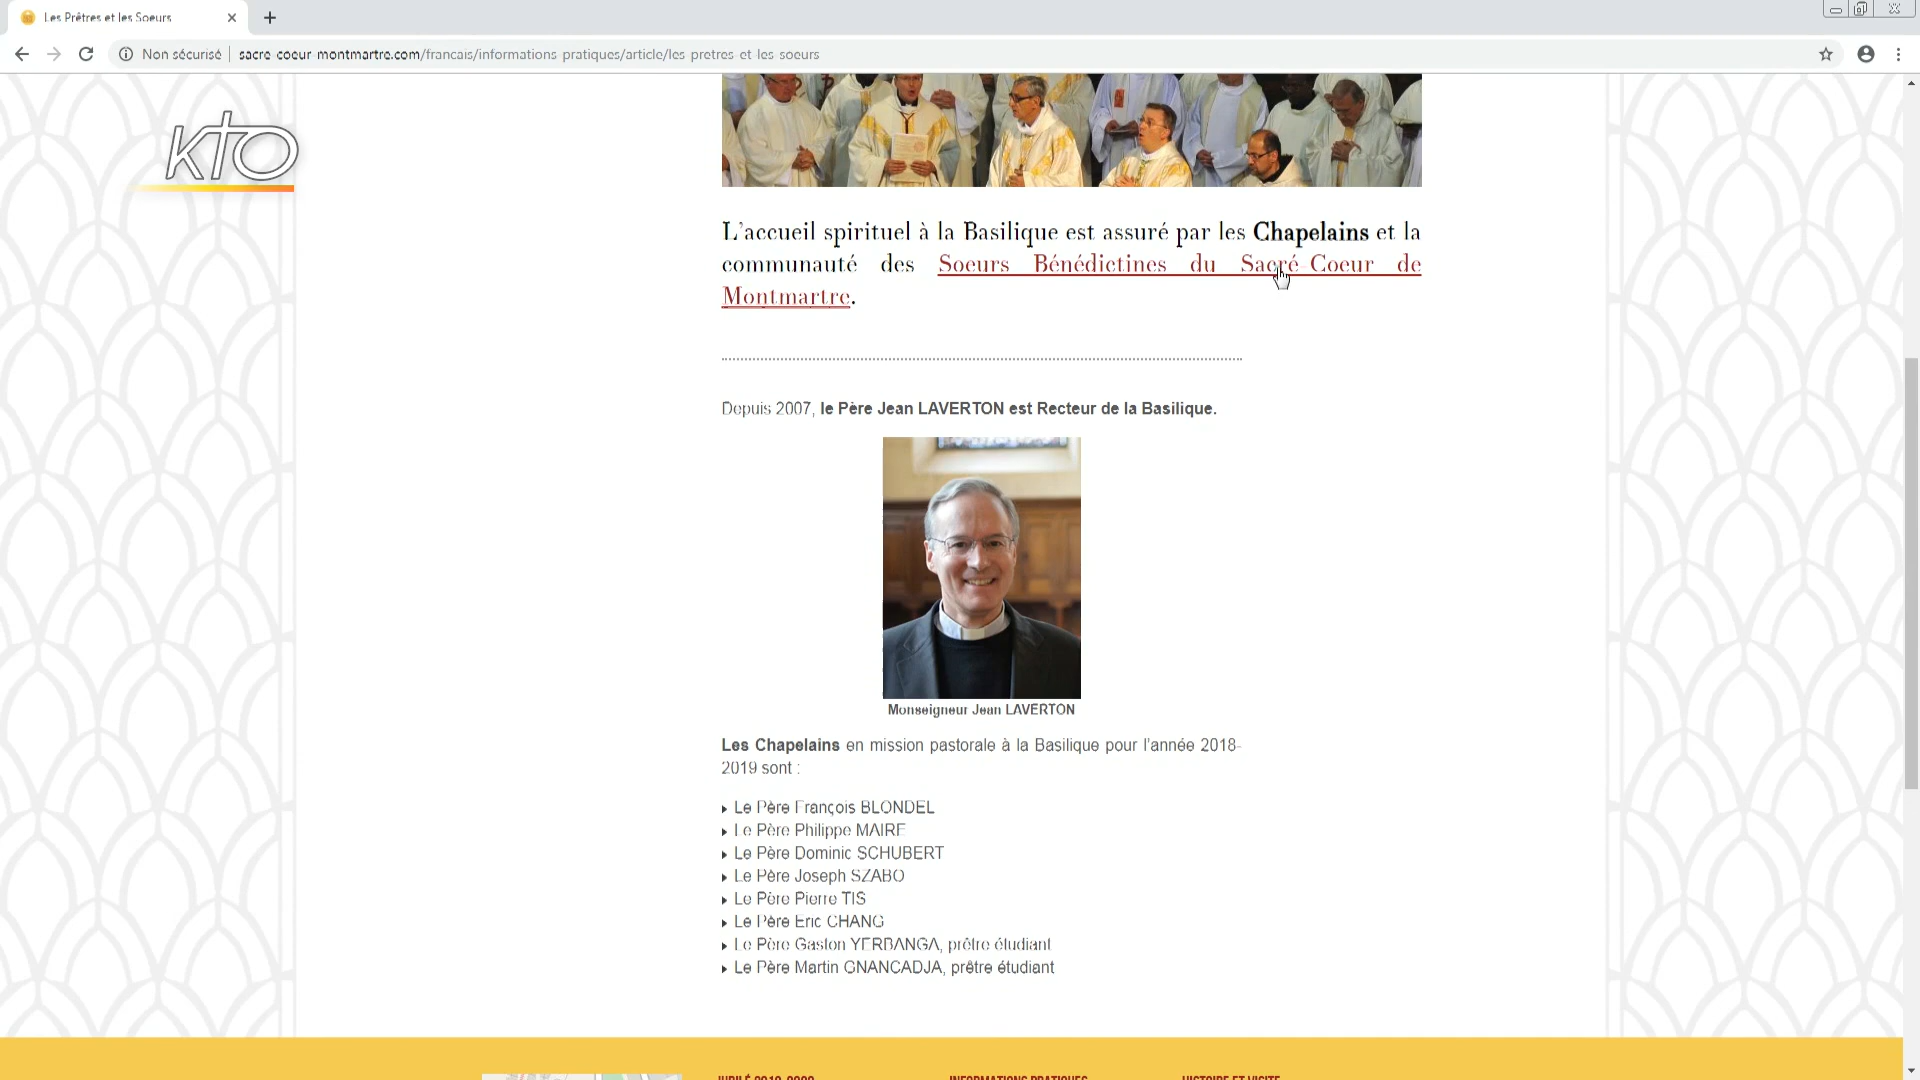 Les Prêtres et les Soeurs
Non sécurisé
sacre-coeur-montmartre.com/francais/informations-pratiques/article/les-pretres-et-les-soeurs
KTO
L'accueil spirituel à la Basilique est assuré par les Chapelains et la
communauté des Soeurs Bénédictines du Sacré-Coeur de
Montmartre.
Depuis 2007, le Père Jean LAVERTON est Recteur de la Basilique.
Monseigneur Jean LAVERTON
Les Chapelains en mission pastorale à la Basilique pour l'année 2018-
2019 sont :
Le Père François BLONDEL
Le Père Philippe MAIRE
Le Père Dominic SCHUBERT
Le Père Joseph SZABO
Le Père Pierre TIS
Le Père Eric CHANG
Le Père Gaston YERBANGA, prêtre étudiant
Le Père Martin GNANCADJA, prêtre étudiant
JUBILÉ 2019-2020
INFORMATIONS PRATIQUES
HISTOIRE ET VISITE